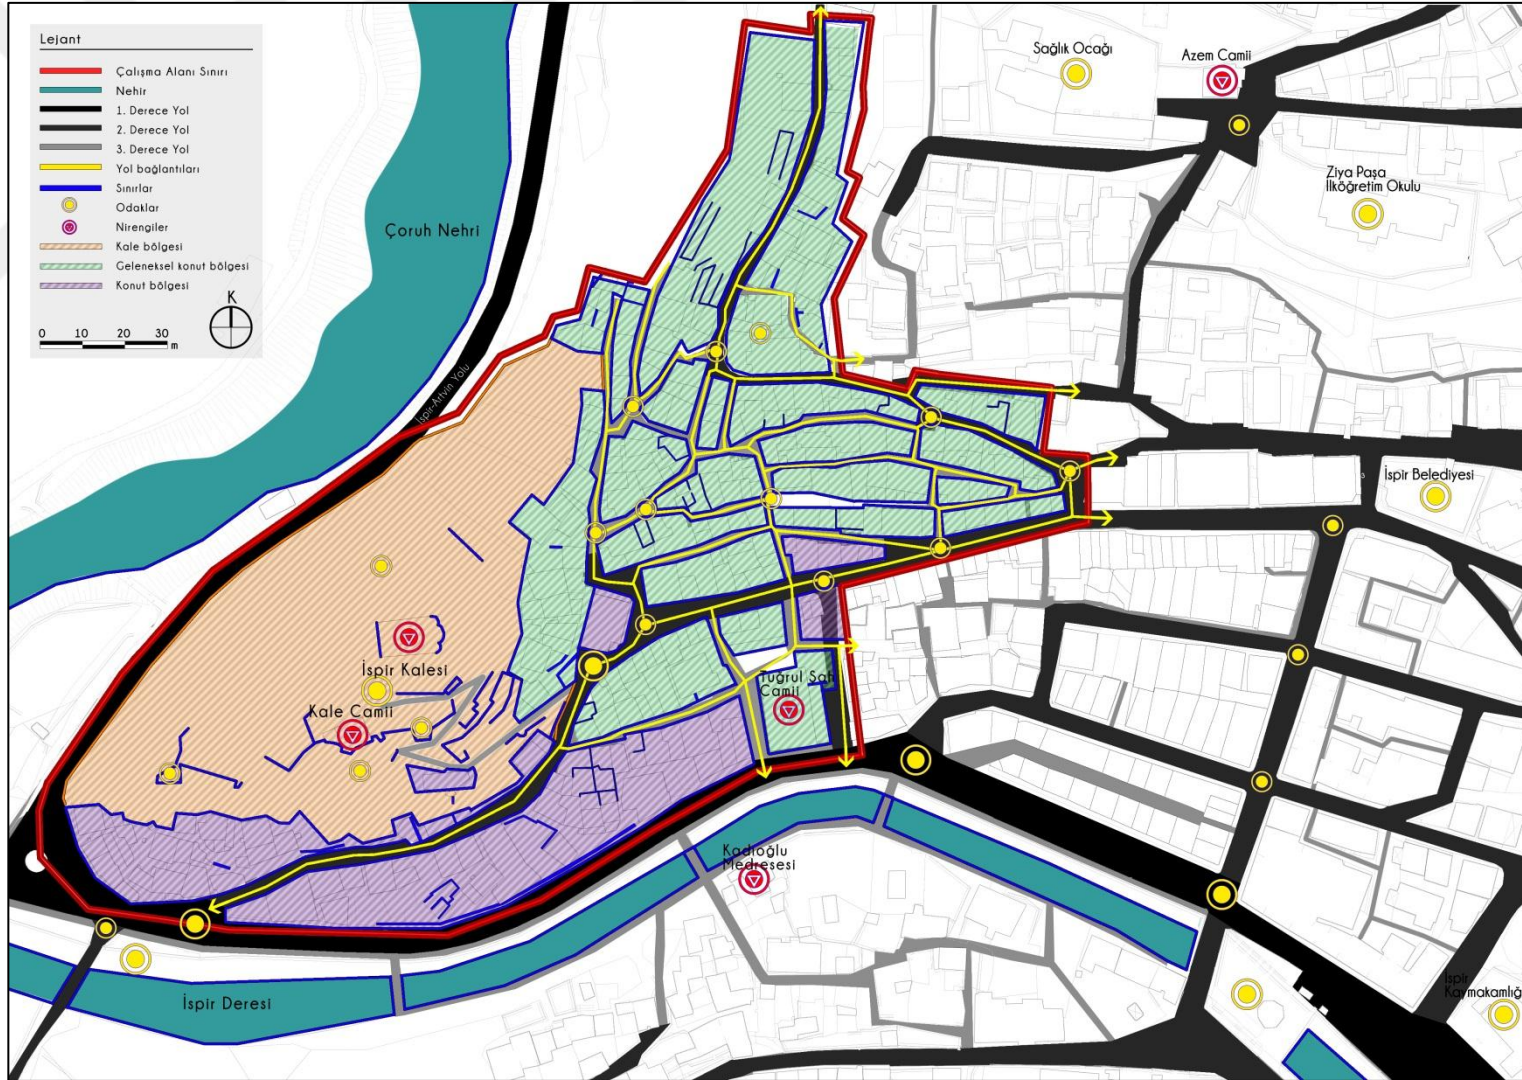 Lejant
Çalışma Alanı Sınırı
Nehir
1. Derece Yol
2. Derece Yol
3. Derece Yol
Yol bağlantıları
Sınırlar
Odaklar
Nirengiler
Kale bölgesi
Geleneksel konut bölgesi
Konut bölgesi
K
0 10 20 30
m
Sağlık Ocağı
Azem Camii
Ziya Paşa
İlköğretim Okulu
Çoruh Nehri
İspir-Artvin Yolu
İspir Belediyesi
İspir Kalesi
Kale Camii
Tuğrul Şah
Camii
Kadıoğlu
Medresesi
İspir Deresi
İspir
Kaymakamlığ